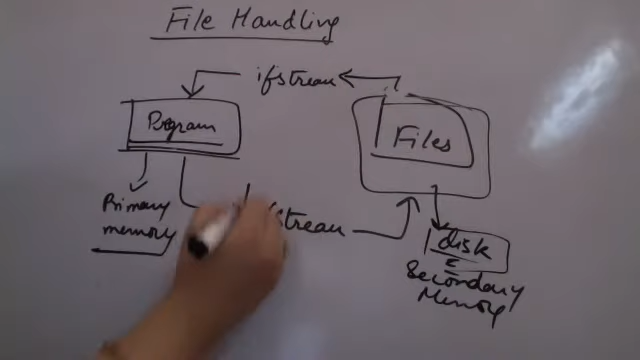 File Handling
ifstream
Program
Files
Primary
memory
disk
Secondary
Memory